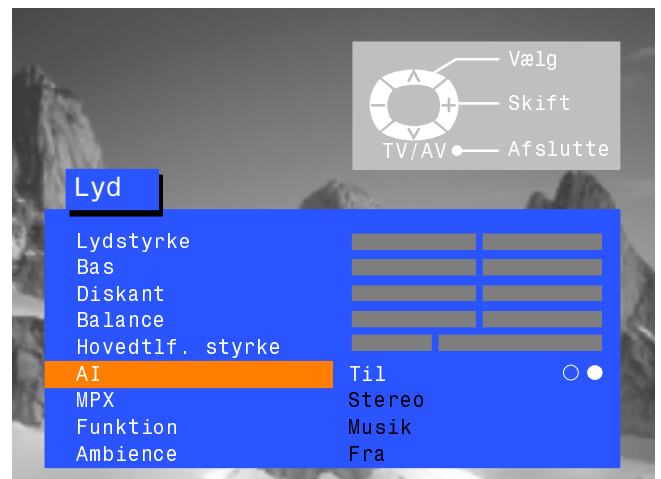 Vælg
Skift
TV/AV Afslutte
Lyd
Lydstyrke
Bas
Diskant
Balance
Hovedtlf. styrke
AI Til
MPX Stereo
Funktion Musik
Ambience Fra